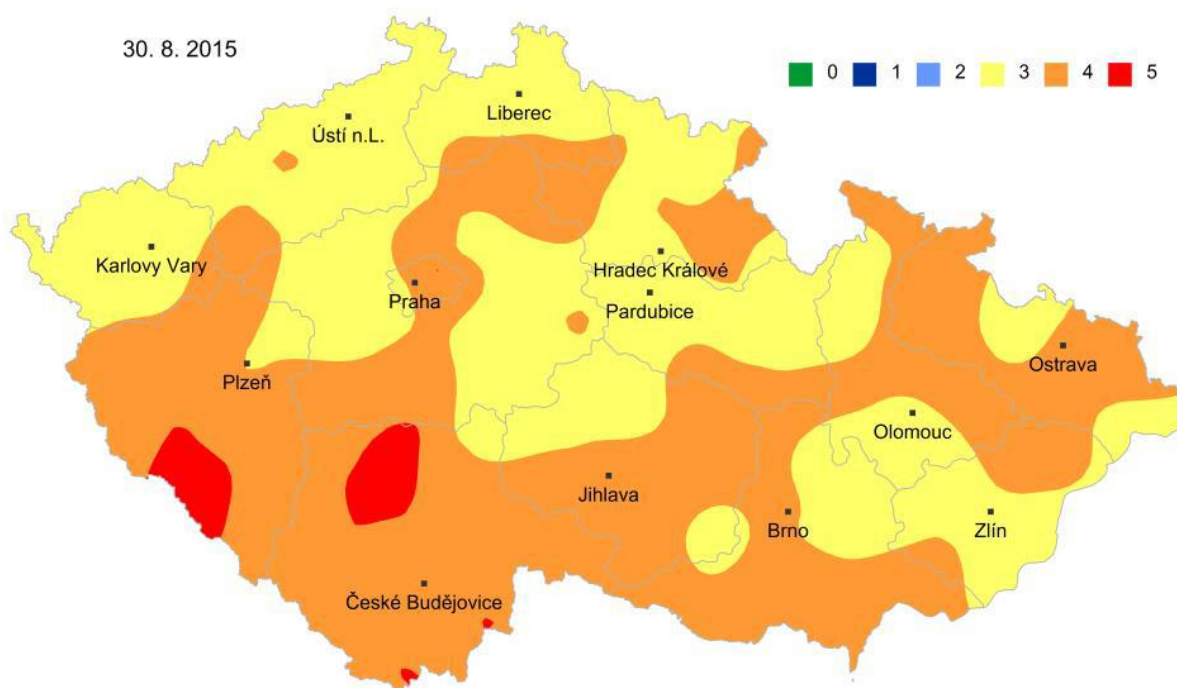 30. 8. 2015
0 1 2 3 4 5
Liberec
Ústí n.L.
Karlovy Vary
Hradec Králové
Praha
Pardubice
Ostrava
Plzeň
Olomouc
Jihlava
Brno
Zlín
České Budějovice